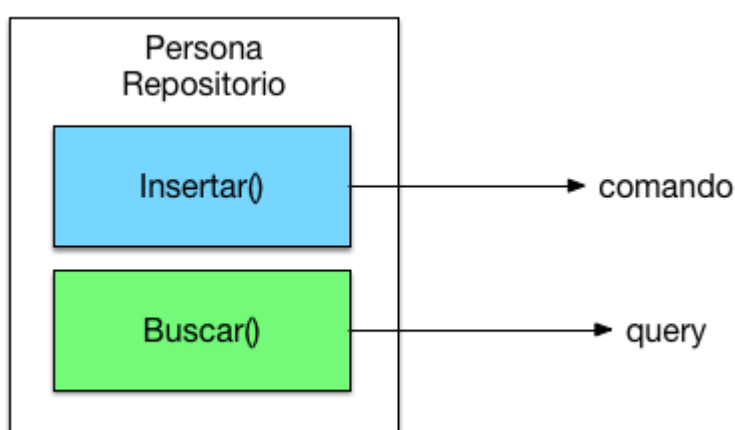 Persona
Repositorio
Insertar()
comando
Buscar()
query